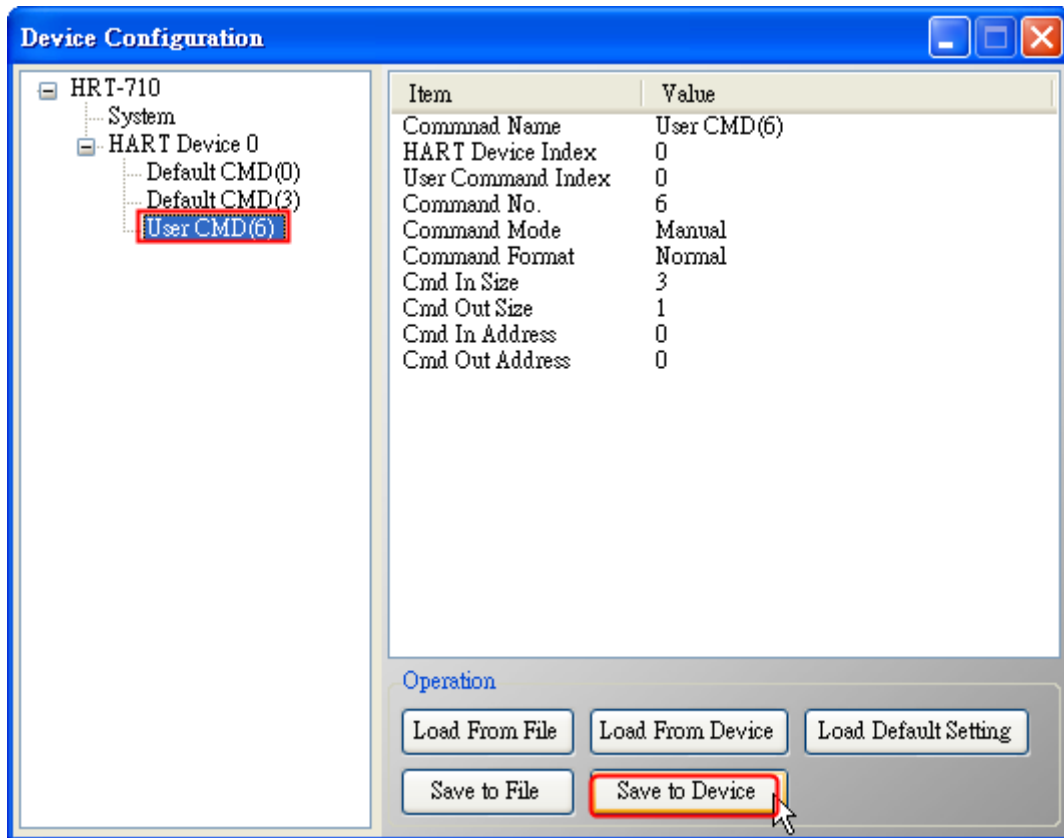 Device Configuration
HRT-710
System
HART Device 0
Default CMD(0)
Default CMD(3)
User CMD(6)
Item Value
Commnad Name User CMD(6)
HART Device Index 0
User Command Index 0
Command No. 6
Command Mode Manual
Command Format Normal
Cmd In Size 3
Cmd Out Size 1
Cmd In Address 0
Cmd Out Address 0
Operation
Load From File Load From Device Load Default Setting
Save to File Save to Device